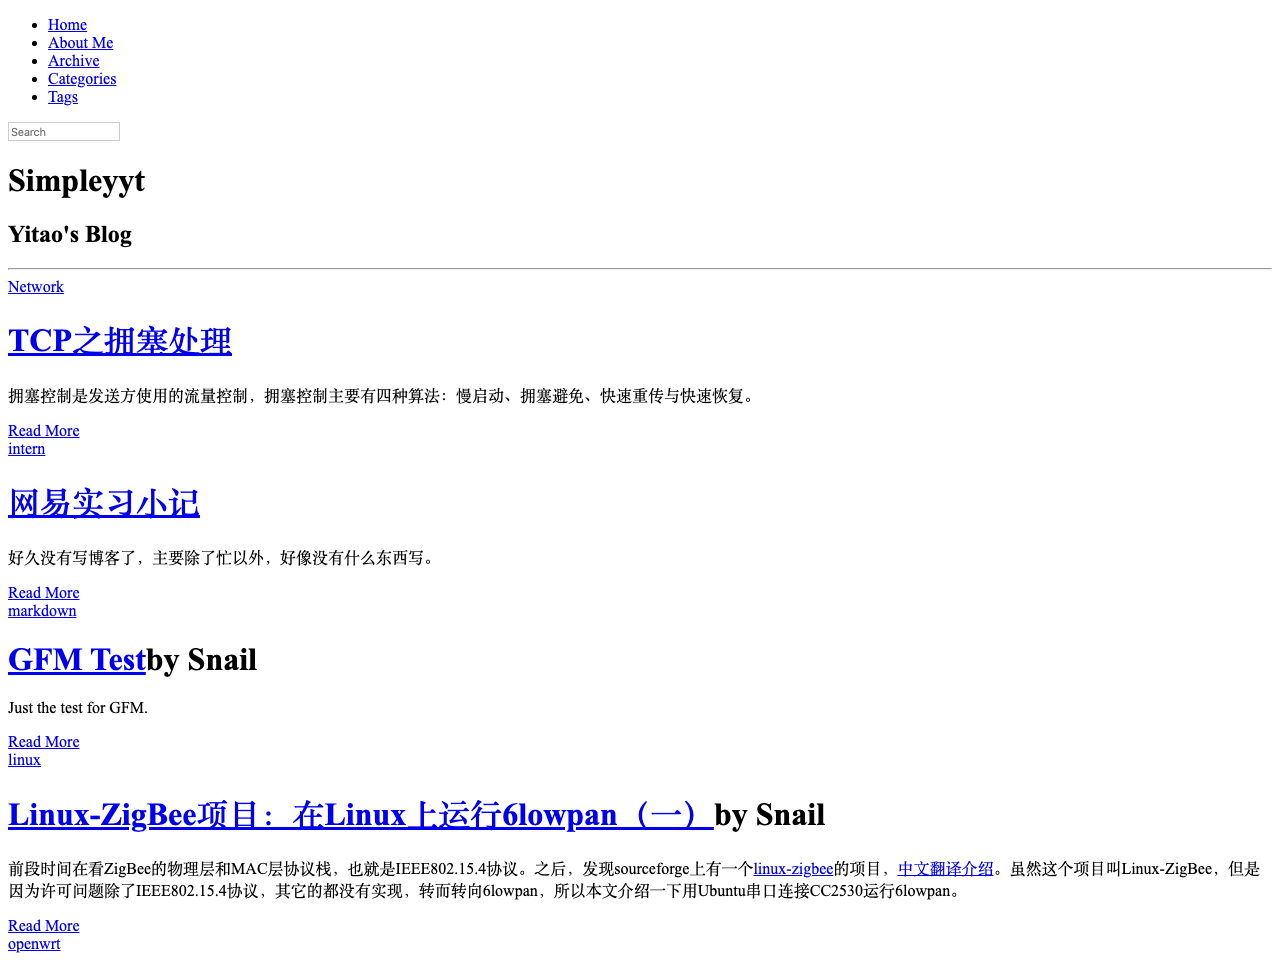 Home
About Me
Archive
Categories
Tags
Search
Simpleyyt
Yitao's Blog
Network
TCP之拥塞处理
拥塞控制是发送方使用的流量控制，拥塞控制主要有四种算法：慢启动、拥塞避免、快速重传与快速恢复。
Read More
intern
网易实习小记
好久没有写博客了，主要除了忙以外，好像没有什么东西写。
Read More
markdown
GFM Testby Snail
Just the test for GFM.
Read More
linux
Linux-ZigBee项目：在Linux上运行6lowpan（一）by Snail
前段时间在看ZigBee的物理层和MAC层协议栈，也就是IEEE802.15.4协议。之后，发现sourceforge上有一个linux-zigbee的项目，中文翻译介绍。虽然这个项目叫Linux-ZigBee，但是
因为许可问题除了IEEE802.15.4协议，其它的都没有实现，转而转向6lowpan，所以本文介绍一下用Ubuntu串口连接CC2530运行6lowpan。
Read More
openwrt